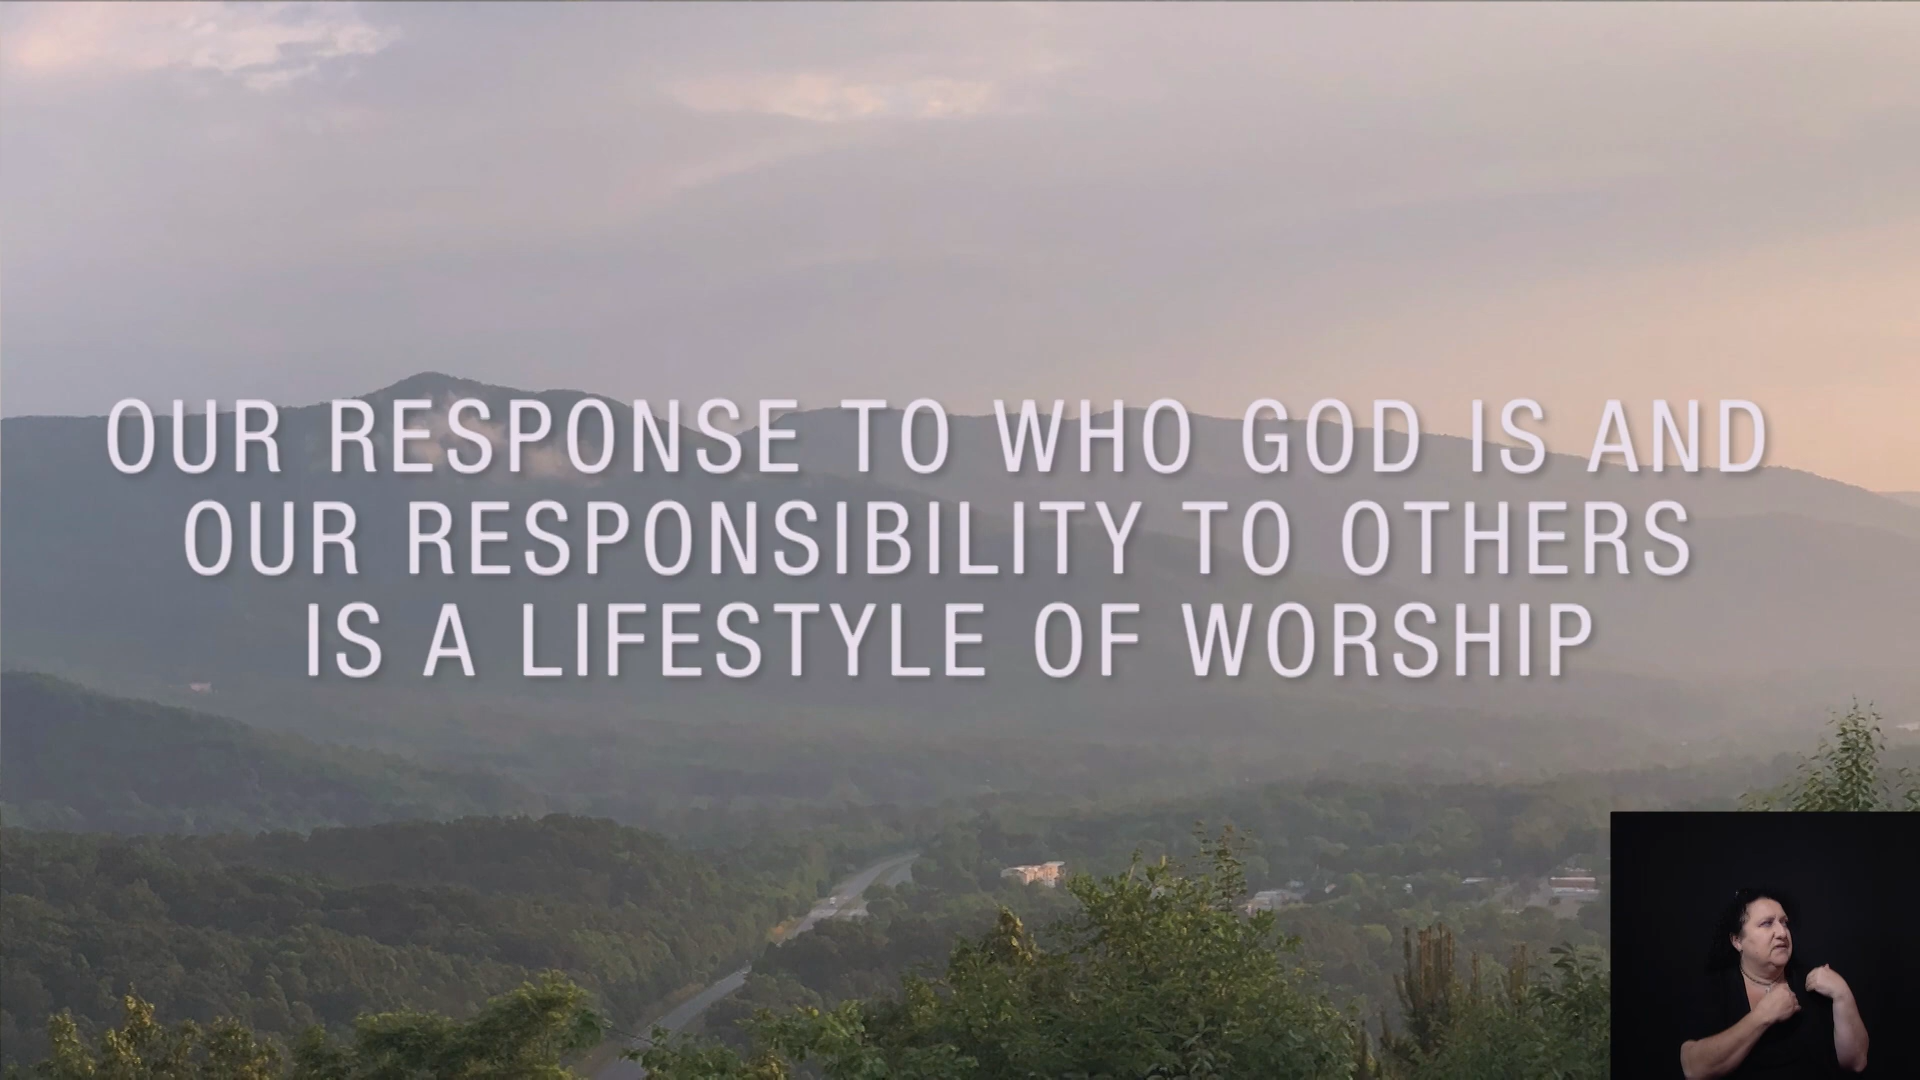 OUR RESPONSE TO WHO GOD IS AND
OUR RESPONSIBILITY TO OTHERS
IS A LIFESTYLE OF WORSHIP